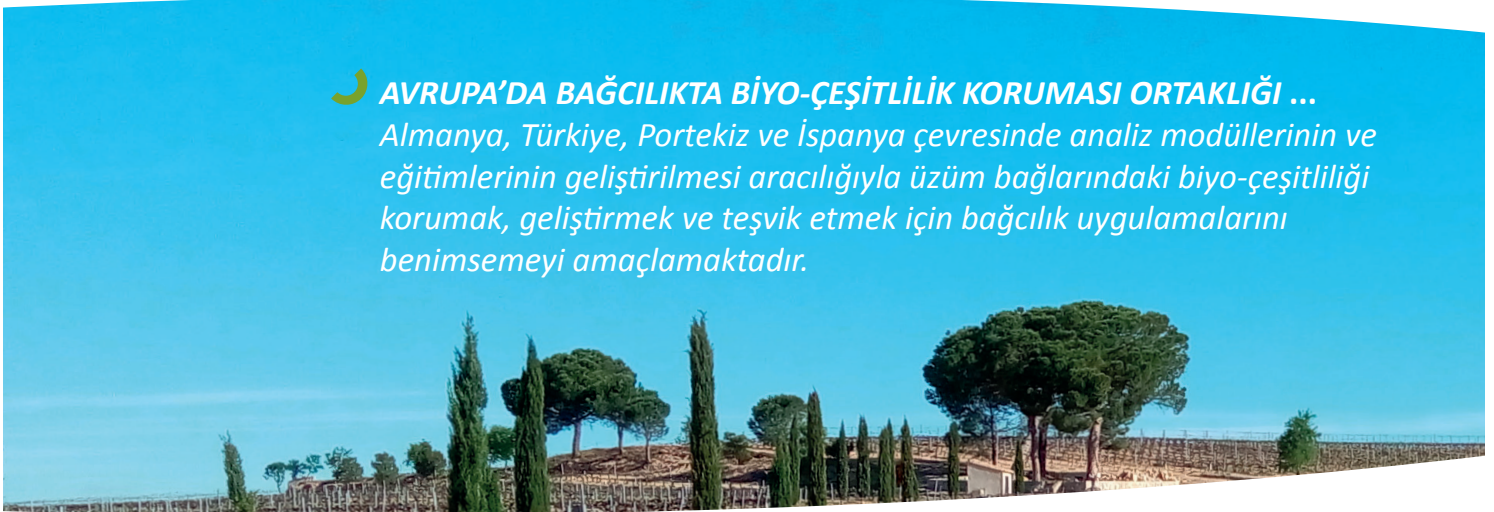 AVRUPA’DA BAĞCILIKTA BİYO-ÇEŞİTLİLİK KORUMASI ORTAKLIĞI ...
Almanya, Türkiye, Portekiz ve İspanya çevresinde analiz modüllerinin ve
eğitimlerinin geliştirilmesi aracılığıyla üzüm bağlarındaki biyo-çeşitliliği
korumak, geliştirmek ve teşvik etmek için bağcılık uygulamalarını
benimsemeyi amaçlamaktadır.